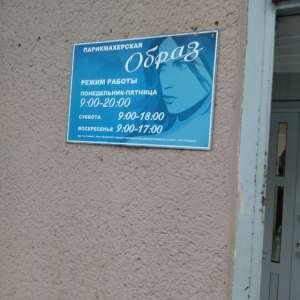 ПАРИКМАХЕРСКАЯ
Образ
РЕЖИМ РАБОТЫ
ПОНЕДЕЛЬНИК-ПЯТНИЦА
9:00-20:00
СУББОТА 9:00-18:00
ВОСКРЕСЕНЬЕ 9:00-17:00